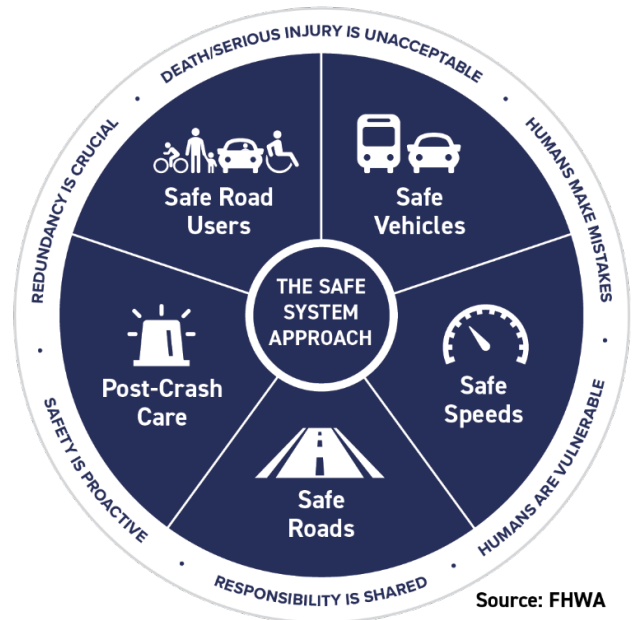 DEATH/SERIOUS INJURY IS UNACCEPTABLE
HUMANS MAKE MISTAKES
HUMANS ARE VULNERABLE
RESPONSIBILITY IS SHARED
SAFETY IS PROACTIVE
REDUNDANCY IS CRUCIAL
Safe Road
Users
Safe
Vehicles
THE SAFE
SYSTEM
APPROACH
Post-Crash
Care
Safe
Speeds
Safe
Roads
Source: FHWA